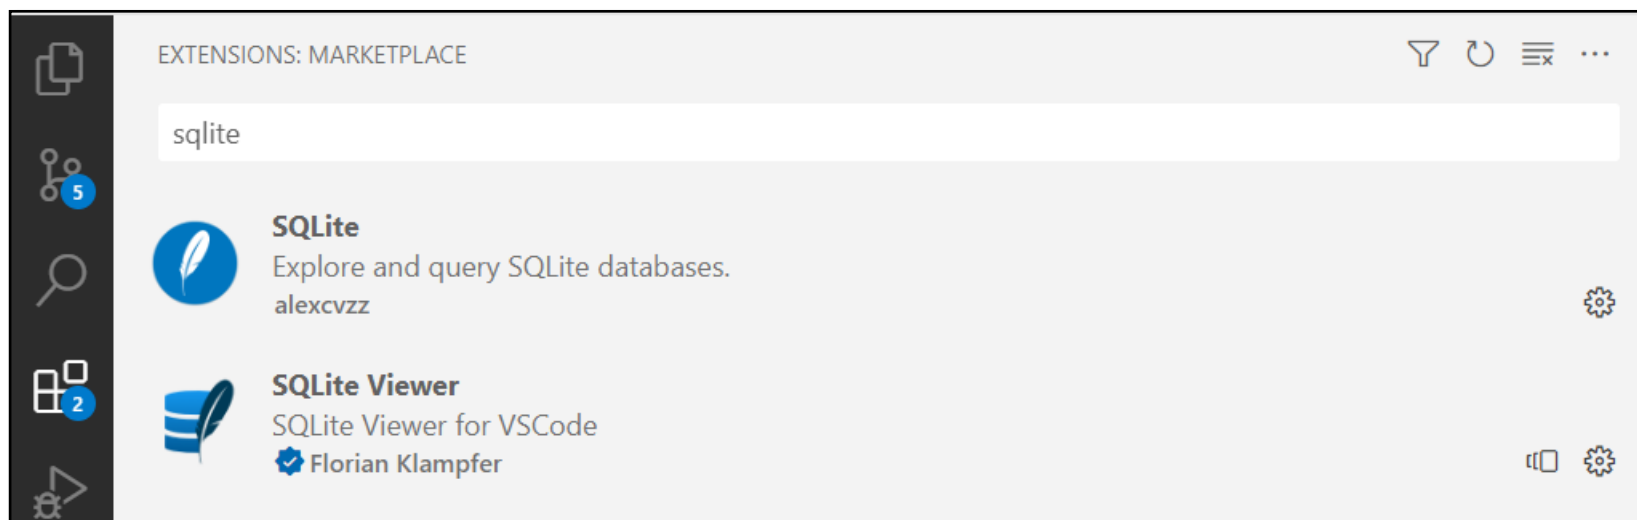 EXTENSIONS: MARKETPLACE
sqlite
5
SQLite
Explore and query SQLite databases.
alexcvzz
2
SQLite Viewer
SQLite Viewer for VSCode
Florian Klampfer